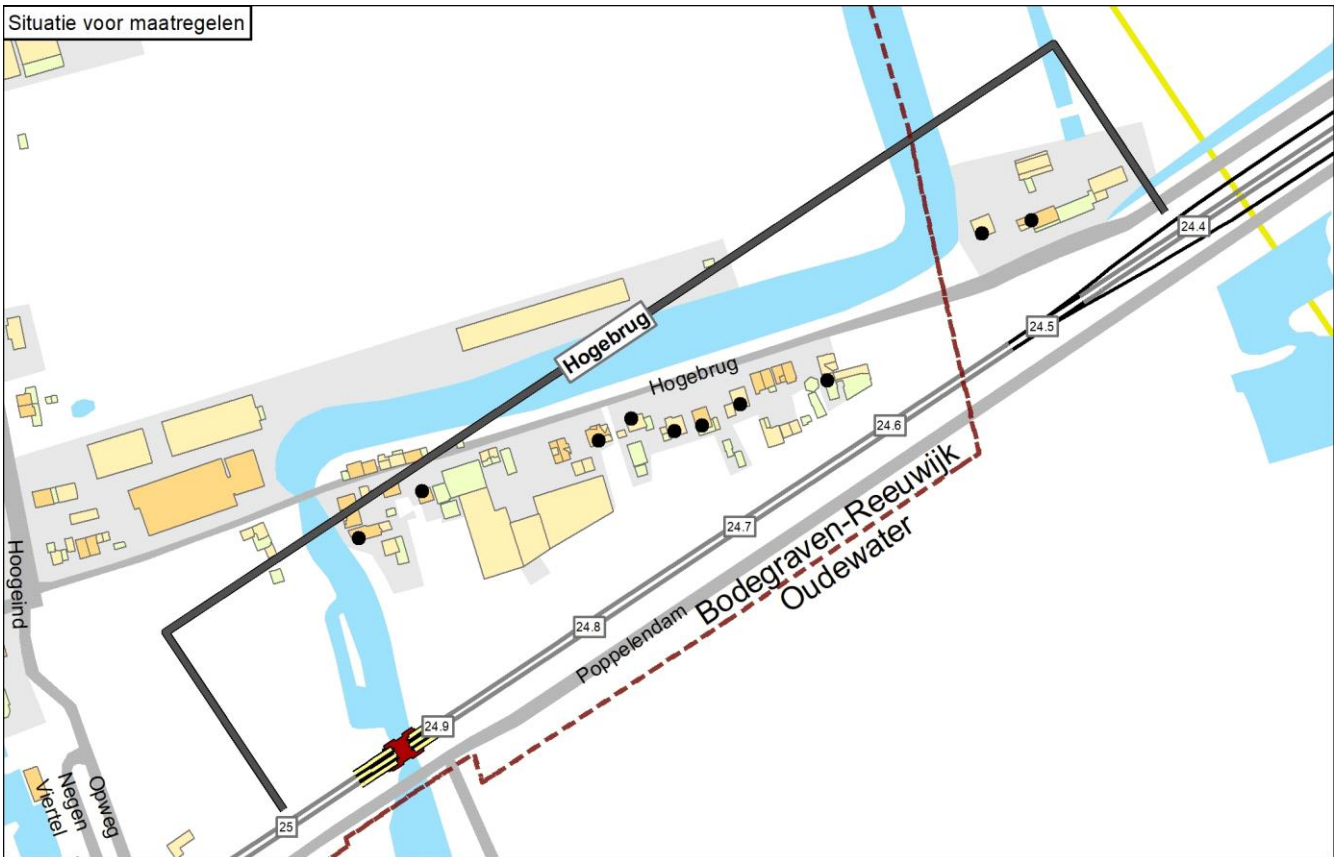 Situatie voor maatregelen
24.4
24.5
Hogebrug
Hogebrug
24.6
24.7
Bodegraven-Reeuwijk
Oudewater
24.8
Poppelendam
Hoogeind
24.9
25
Opweg
Negen
Viertel